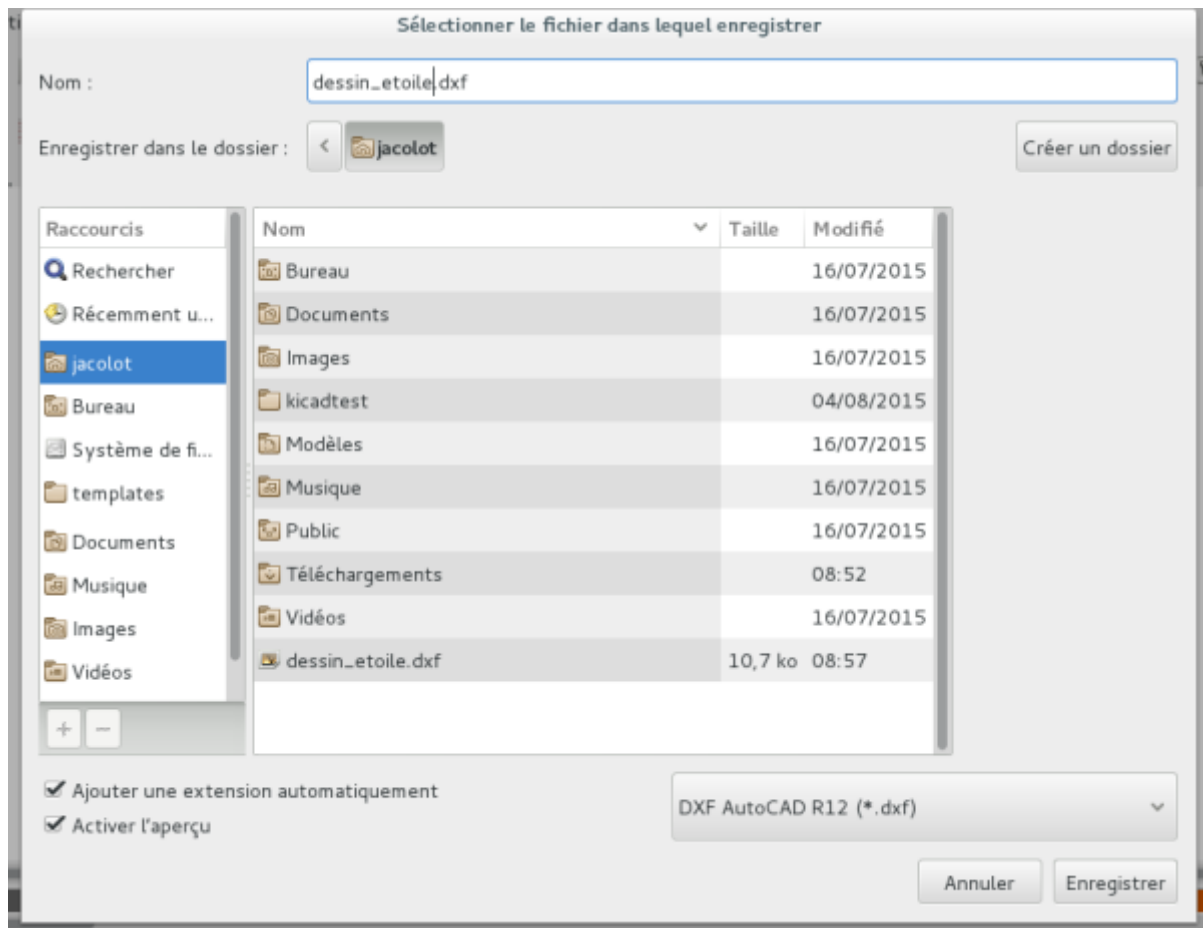 Sélectionner le fichier dans lequel enregistrer
Nom :
dessin_etoile.dxf
Enregistrer dans le dossier :
jacolot
Créer un dossier
Raccourcis
Rechercher
Récemment u...
jacolot
Bureau
Système de fi...
templates
Documents
Musique
Images
Vidéos
Nom Taille Modifié
Bureau 16/07/2015
Documents 16/07/2015
Images 16/07/2015
kicadtest 04/08/2015
Modèles 16/07/2015
Musique 16/07/2015
Public 16/07/2015
Téléchargements 08:52
Vidéos 16/07/2015
dessin_etoile.dxf 10,7 ko 08:57
Ajouter une extension automatiquement
Activer l'aperçu
DXF AutoCAD R12 (*.dxf)
Annuler
Enregistrer